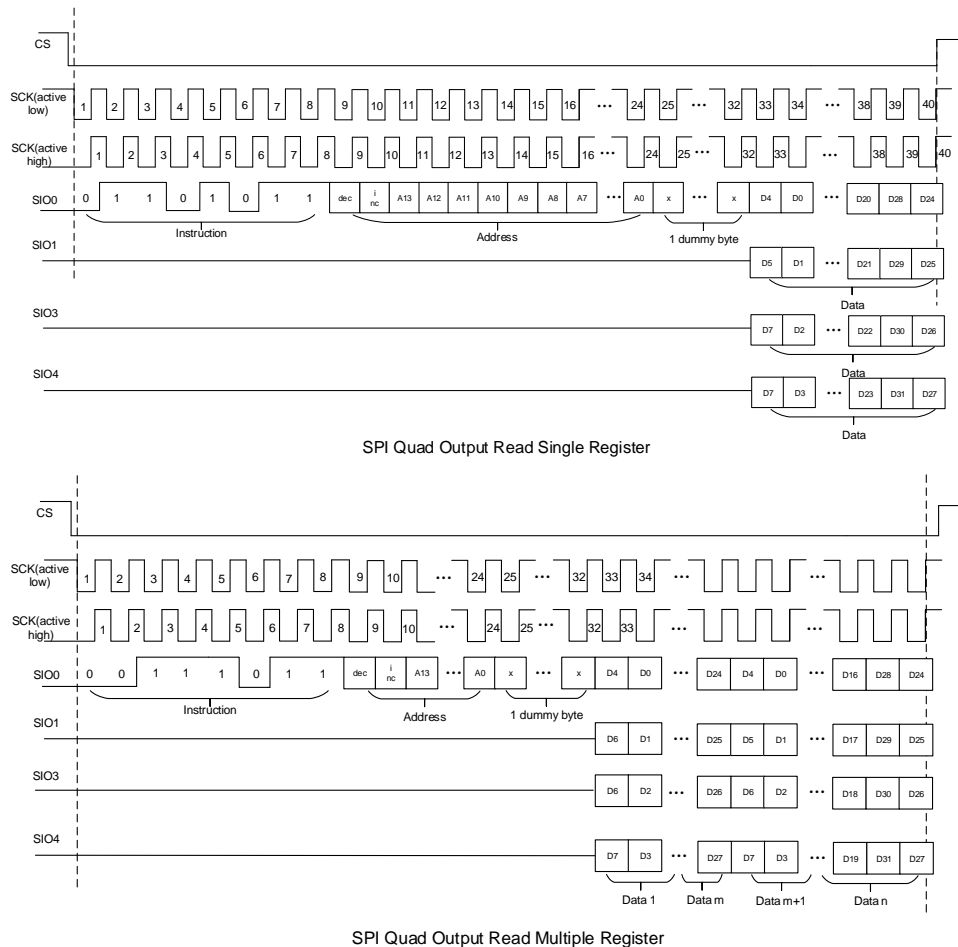 CS
SCK(active low) 1 2 3 4 5 6 7 8 9 10 11 12 13 14 15 16 ••• 24 25 ••• 32 33 34 ••• 38 39 40
SCK(active high) 1 2 3 4 5 6 7 8 9 10 11 12 13 14 15 16 ••• 24 25 ••• 32 33 ••• 38 39 40
SIO0 0 1 1 0 1 0 1 1 dec inc A13 A12 A11 A10 A9 A8 A7 ••• A0 x ••• x D4 D0 ••• D20 D28 D24
Instruction Address 1 dummy byte
SIO1 D5 D1 ••• D21 D29 D25
Data
SIO3 D7 D2 ••• D22 D30 D26
Data
SIO4 D7 D3 ••• D23 D31 D27
Data
SPI Quad Output Read Single Register
CS
SCK(active low) 1 2 3 4 5 6 7 8 9 10 ••• 24 25 ••• 32 33 34 ••• •••
SCK(active high) 1 2 3 4 5 6 7 8 9 10 ••• 24 25 ••• 32 33 ••• •••
SIO0 0 0 1 1 1 0 1 1 dec inc A13 ••• A0 x ••• x D4 D0 ••• D24 D4 D0 ••• D16 D28 D24
Instruction Address 1 dummy byte
SIO1 D6 D1 ••• D25 D5 D1 ••• D17 D29 D25
SIO3 D6 D2 ••• D26 D6 D2 ••• D18 D30 D26
SIO4 D7 D3 ••• D27 D7 D3 ••• D19 D31 D27
Data 1 Data m Data m+1 Data n
SPI Quad Output Read Multiple Register